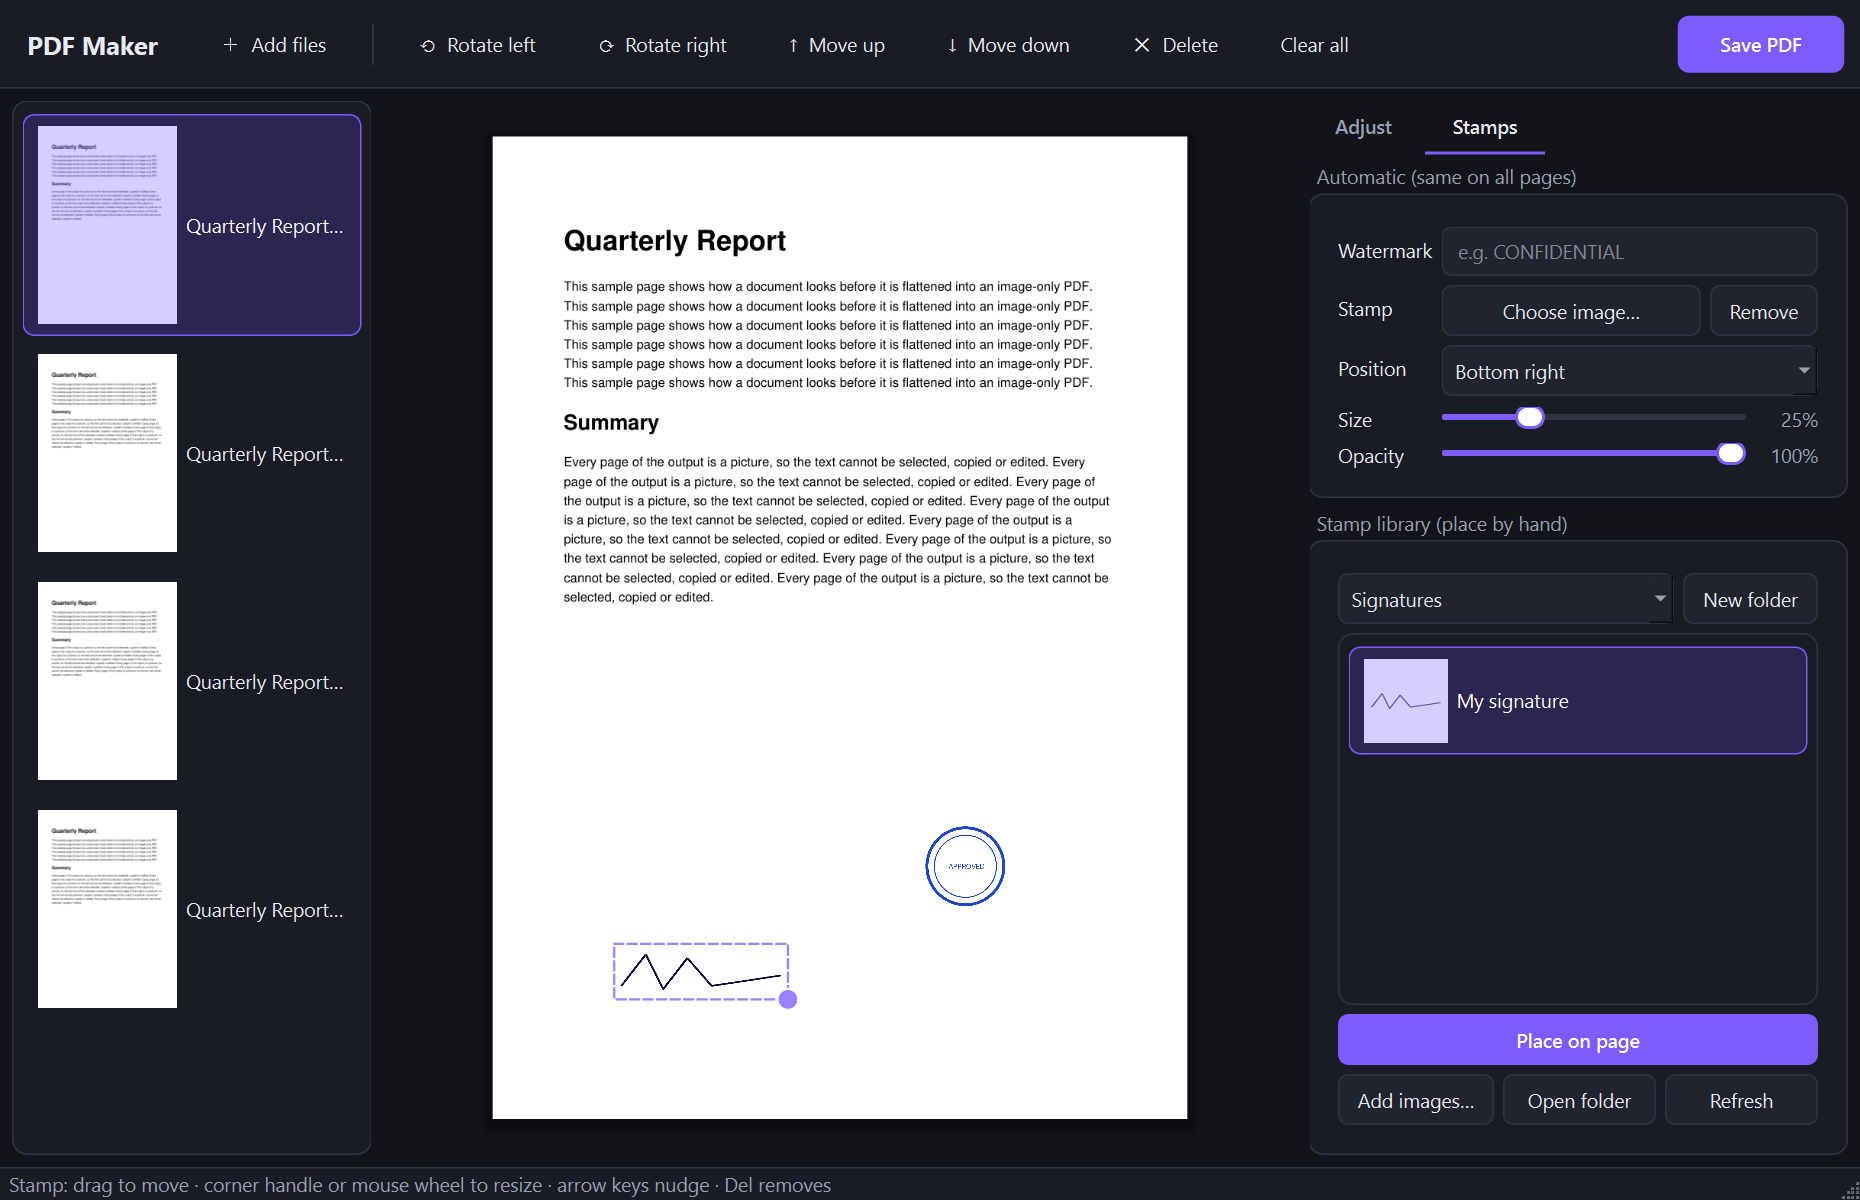 PDF Maker
+ Add files
Rotate left
Rotate right
↑ Move up
↓ Move down
✕ Delete
Clear all
Save PDF
Quarterly Report
Summary
Quarterly Report...
Quarterly Report
Summary
Quarterly Report...
Quarterly Report
Summary
Quarterly Report...
Quarterly Report
Summary
Quarterly Report...
Quarterly Report
This sample page shows how a document looks before it is flattened into an image-only PDF.
This sample page shows how a document looks before it is flattened into an image-only PDF.
This sample page shows how a document looks before it is flattened into an image-only PDF.
This sample page shows how a document looks before it is flattened into an image-only PDF.
This sample page shows how a document looks before it is flattened into an image-only PDF.
This sample page shows how a document looks before it is flattened into an image-only PDF.
Summary
Every page of the output is a picture, so the text cannot be selected, copied or edited. Every
page of the output is a picture, so the text cannot be selected, copied or edited. Every page of
the output is a picture, so the text cannot be selected, copied or edited. Every page of the output
is a picture, so the text cannot be selected, copied or edited. Every page of the output is a
picture, so the text cannot be selected, copied or edited. Every page of the output is a picture, so
the text cannot be selected, copied or edited. Every page of the output is a picture, so the text
cannot be selected, copied or edited. Every page of the output is a picture, so the text cannot be
selected, copied or edited.
APPROVED
Adjust
Stamps
Automatic (same on all pages)
Watermark
e.g. CONFIDENTIAL
Stamp
Choose image...
Remove
Position
Bottom right
Size
25%
Opacity
100%
Stamp library (place by hand)
Signatures
New folder
My signature
Place on page
Add images...
Open folder
Refresh
Stamp: drag to move · corner handle or mouse wheel to resize · arrow keys nudge · Del removes